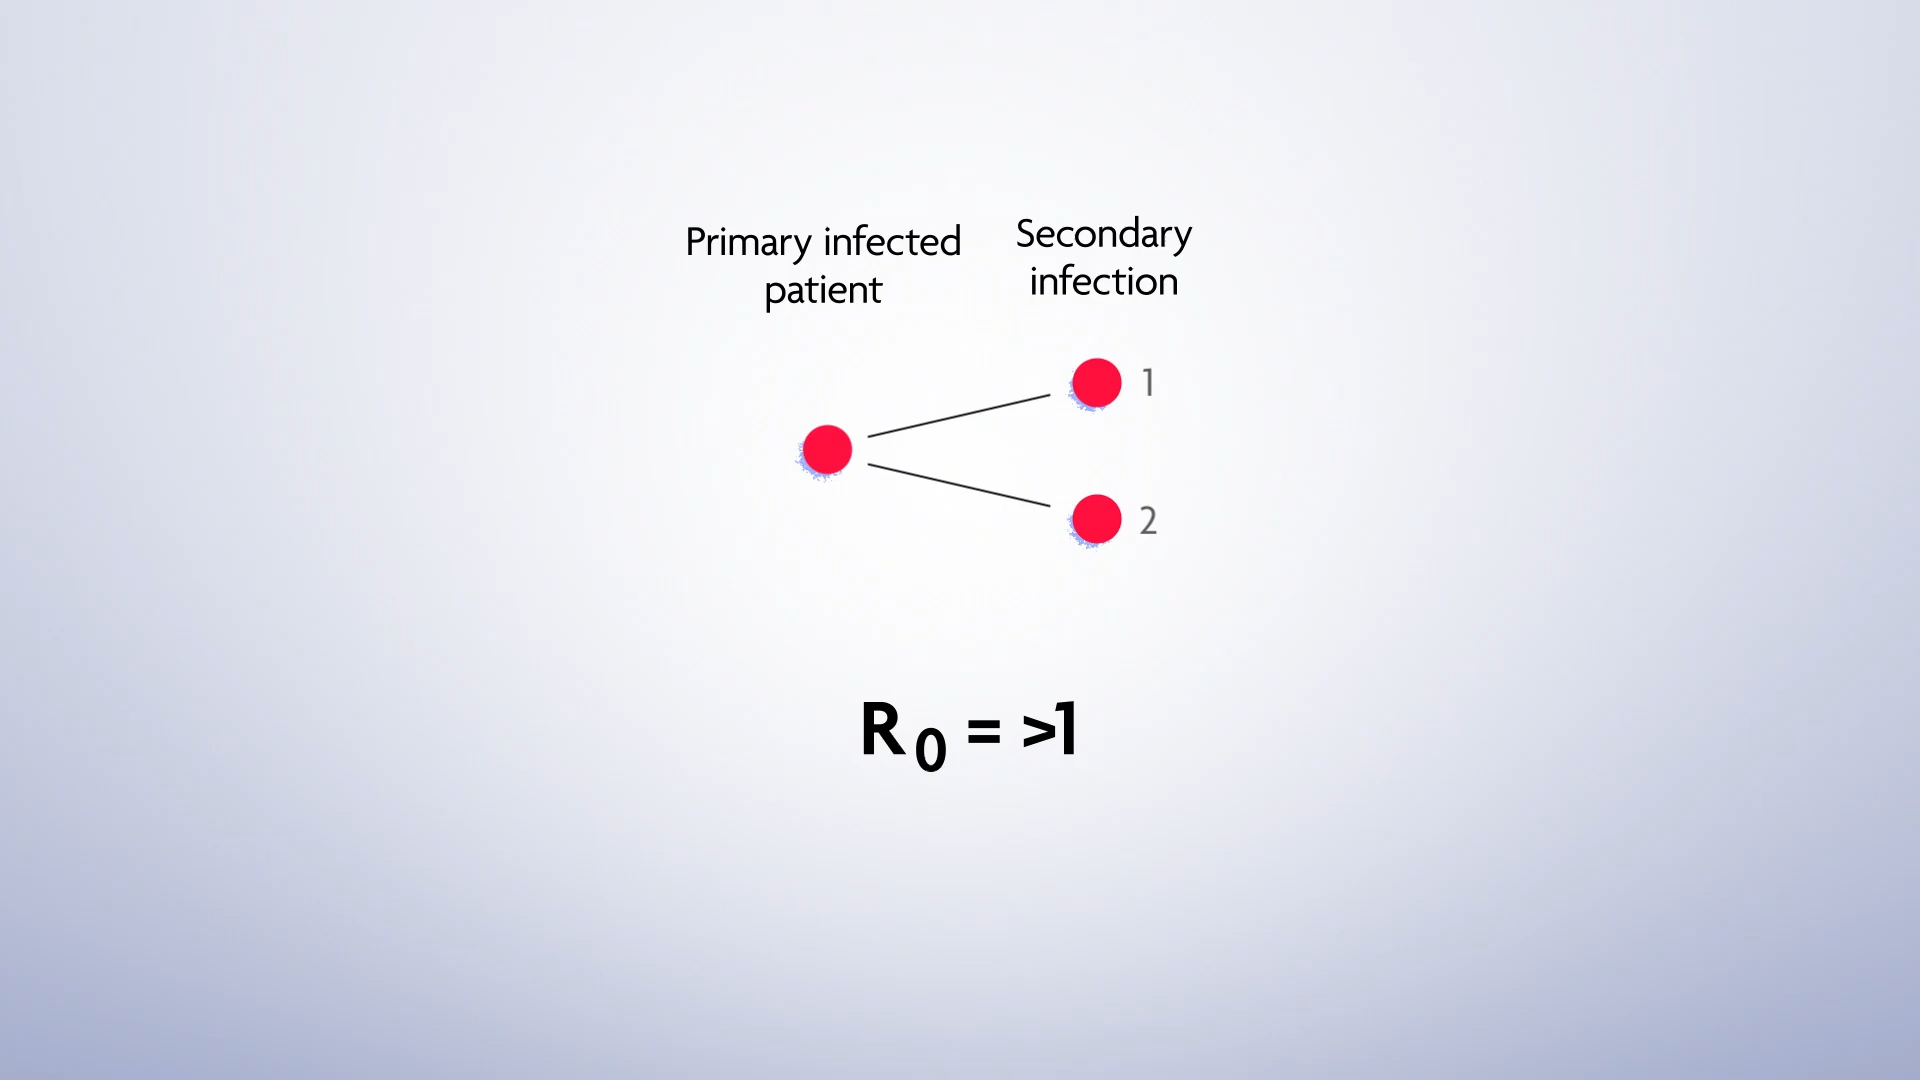 Primary infected
patient
Secondary
infection
1
2
R₀ = >1